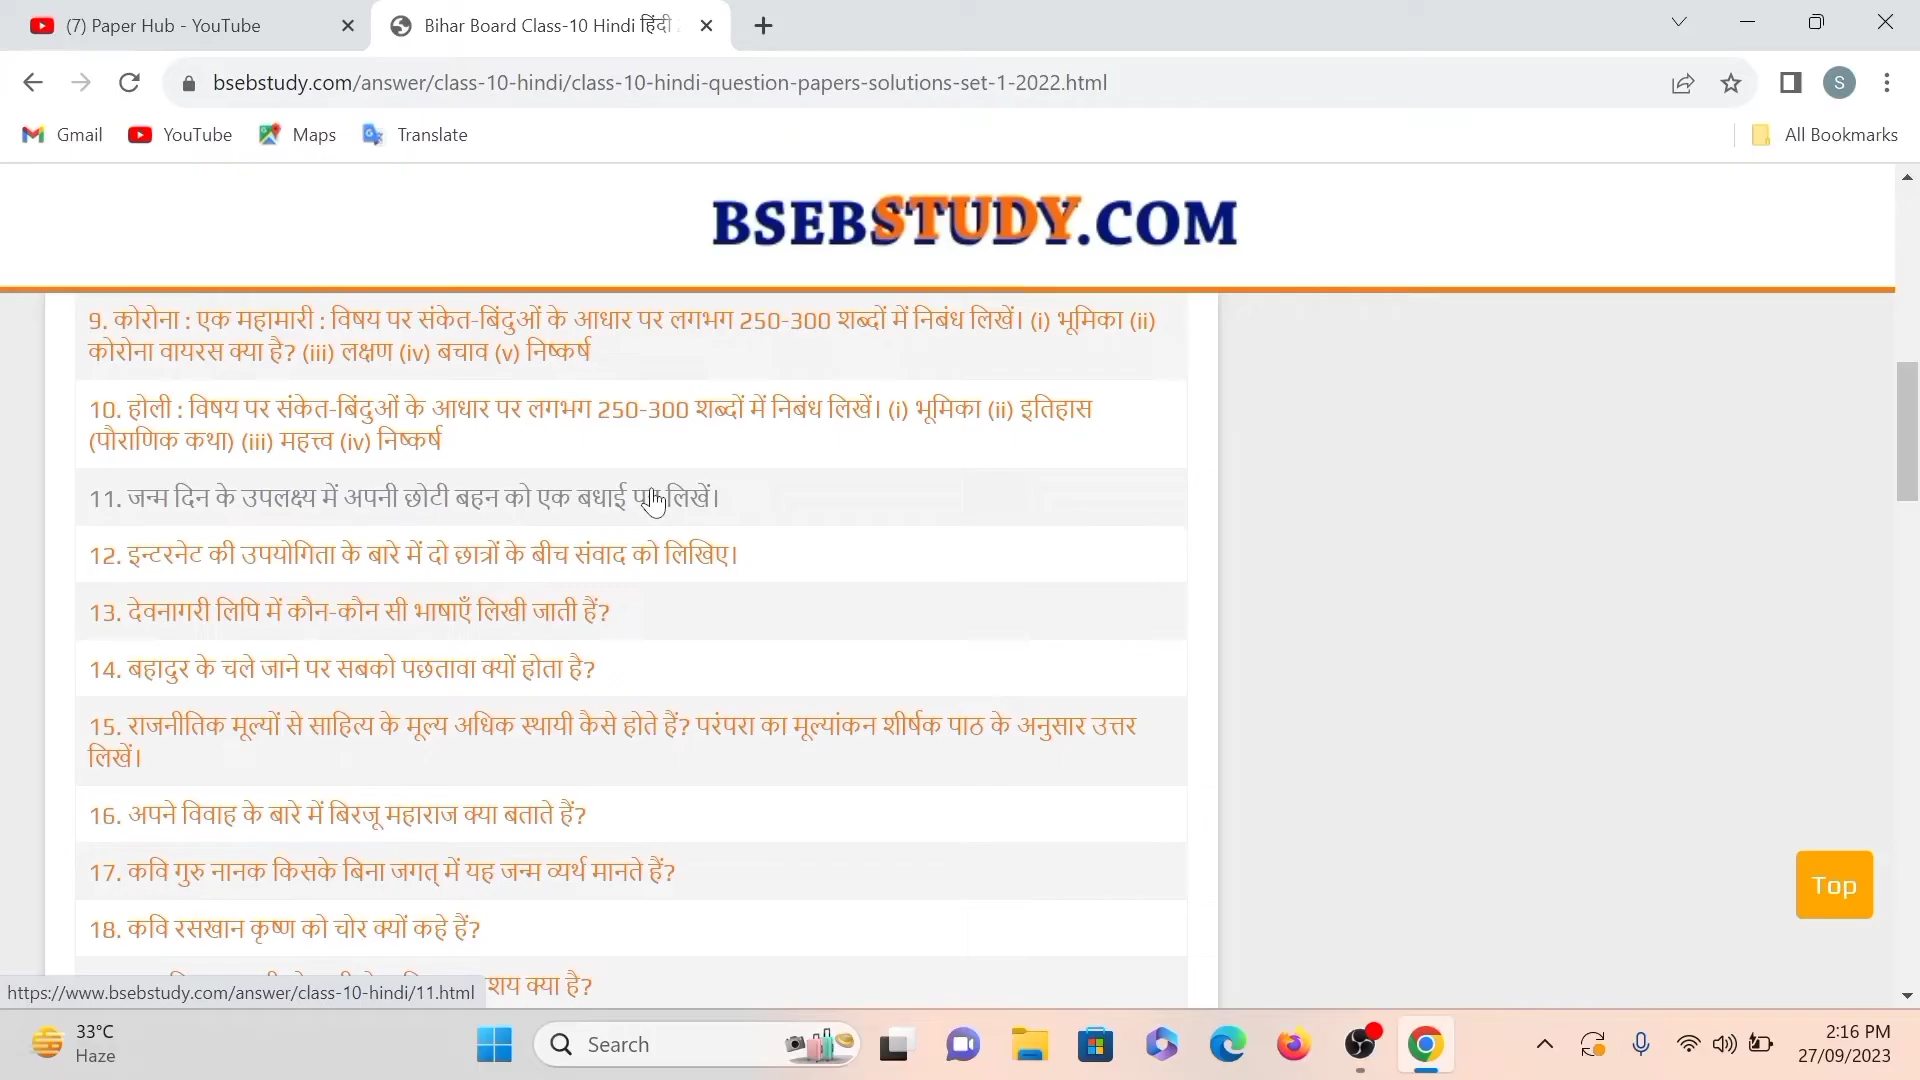 (7) Paper Hub - YouTube
Bihar Board Class-10 Hindi हिंदी
bsebstudy.com/answer/class-10-hindi/class-10-hindi-question-papers-solutions-set-1-2022.html
S
Gmail
YouTube
Maps
Translate
All Bookmarks
BSEBSTUDY.COM
9. कोरोना : एक महामारी : विषय पर संकेत-बिंदुओं के आधार पर लगभग 250-300 शब्दों में निबंध लिखें। (i) भूमिका (ii)
कोरोना वायरस क्या है? (iii) लक्षण (iv) बचाव (v) निष्कर्ष
10. होली : विषय पर संकेत-बिंदुओं के आधार पर लगभग 250-300 शब्दों में निबंध लिखें। (i) भूमिका (ii) इतिहास
(पौराणिक कथा) (iii) महत्त्व (iv) निष्कर्ष
11. जन्म दिन के उपलक्ष्य में अपनी छोटी बहन को एक बधाई लिखें।
12. इन्टरनेट की उपयोगिता के बारे में दो छात्रों के बीच संवाद को लिखिए।
13. देवनागरी लिपि में कौन-कौन सी भाषाएँ लिखी जाती हैं?
14. बहादुर के चले जाने पर सबको पछतावा क्यों होता है?
15. राजनीतिक मूल्यों से साहित्य के मूल्य अधिक स्थायी कैसे होते हैं? परंपरा का मूल्यांकन शीर्षक पाठ के अनुसार उत्तर
लिखें।
16. अपने विवाह के बारे में बिरजू महाराज क्या बताते हैं?
17. कवि गुरु नानक किसके बिना जगत् में यह जन्म व्यर्थ मानते हैं?
18. कवि रसखान कृष्ण को चोर क्यों कहे हैं?
क्या है?
Top
https://www.bsebstudy.com/answer/class-10-hindi/11.html
33°C
Haze
Search
2:16 PM
27/09/2023